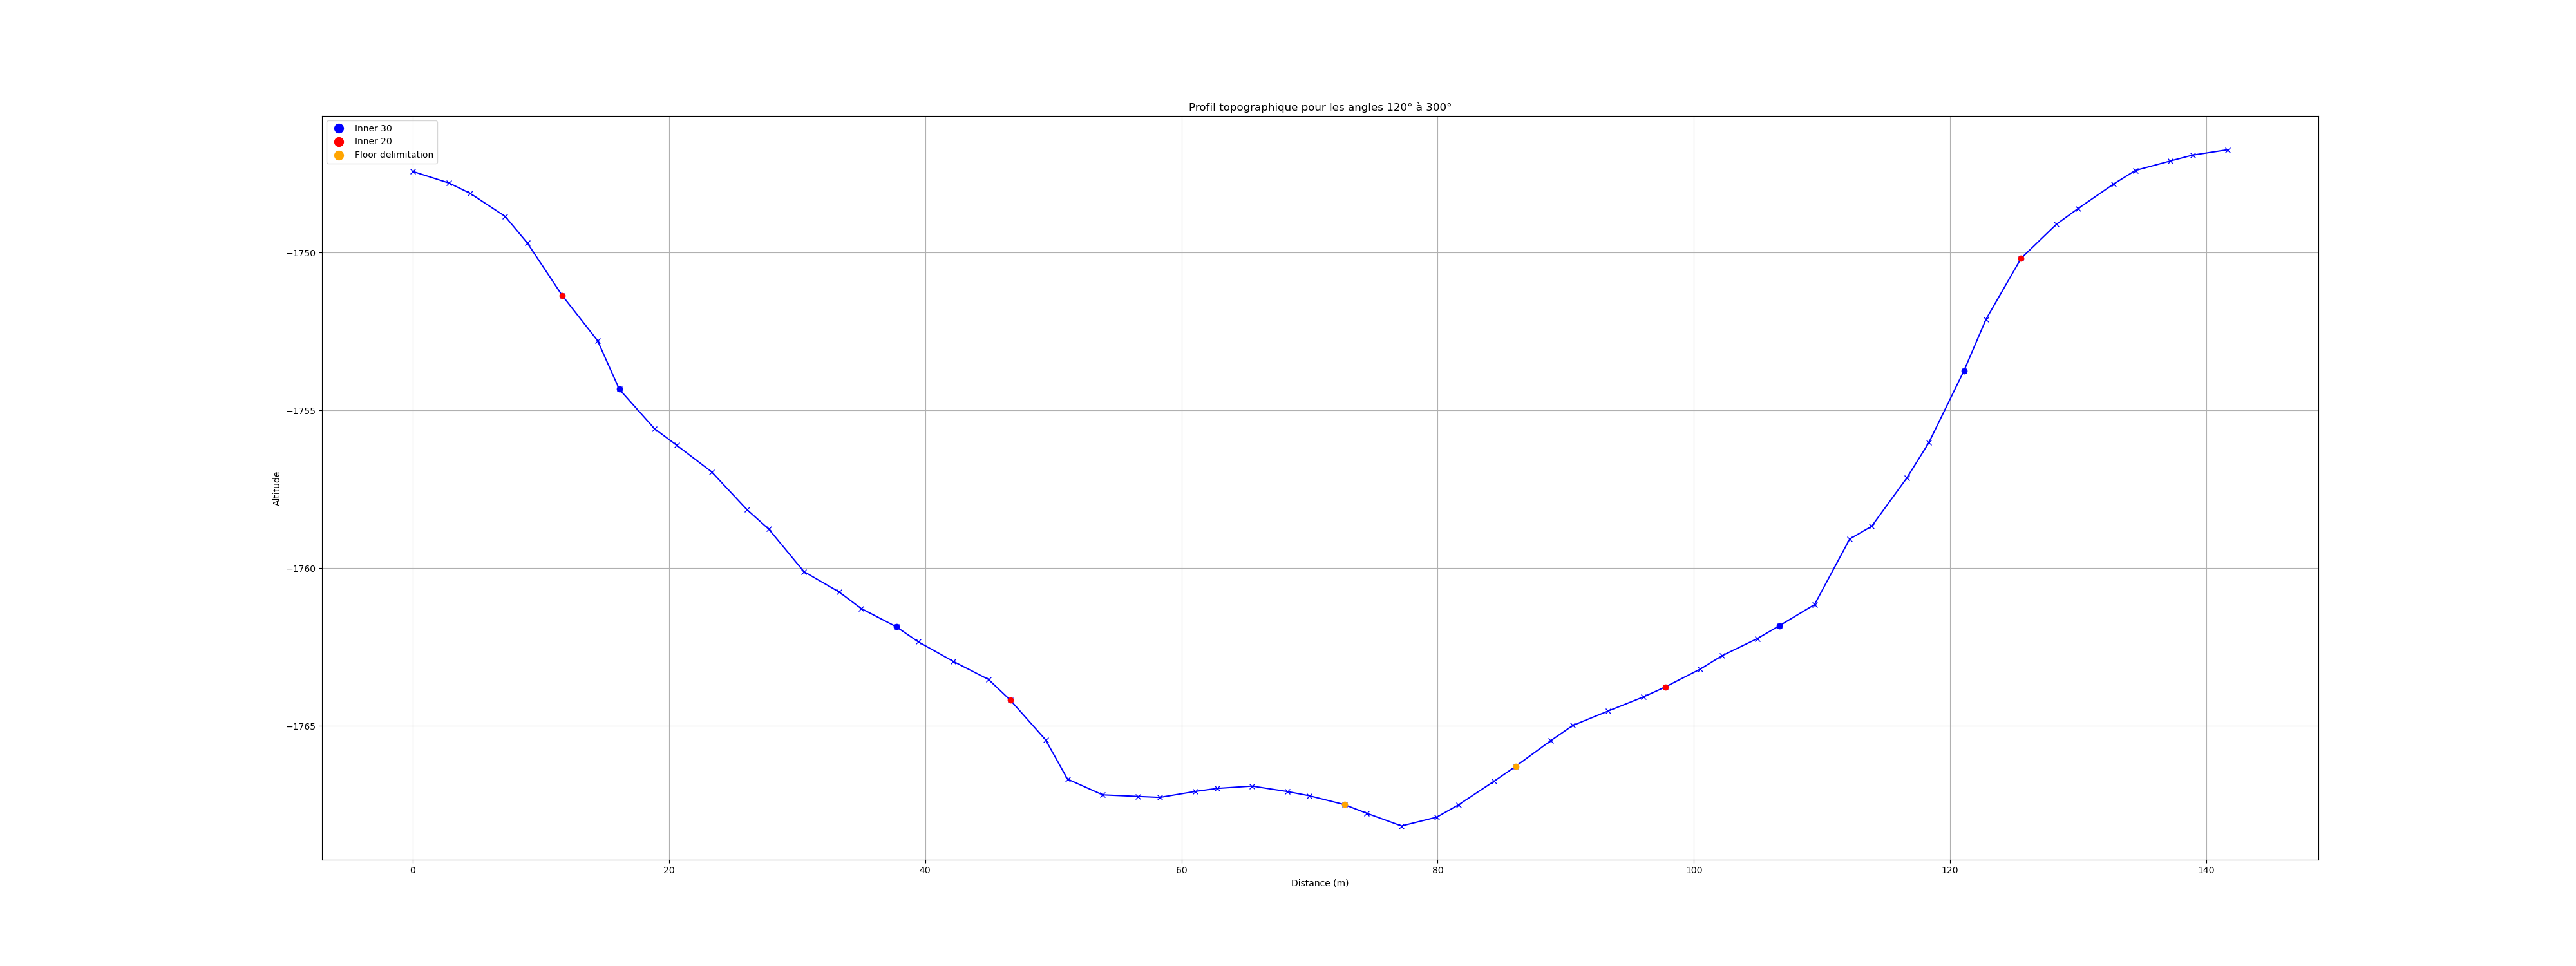 Profil topographique pour les angles 120° à 300°
Inner 30
Inner 20
Floor delimitation
Altitude
−1750
−1755
−1760
−1765
0 20 40 60 80 100 120 140
Distance (m)